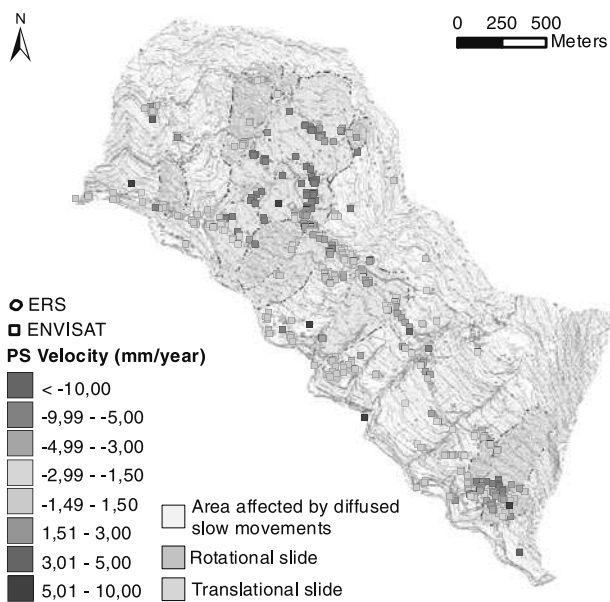 N
0 250 500
Meters
ERS
ENVISAT
PS Velocity (mm/year)
< -10,00
-9,99 - -5,00
-4,99 - -3,00
-2,99 - -1,50
-1,49 - 1,50
1,51 - 3,00
3,01 - 5,00
5,01 - 10,00
Area affected by diffused
slow movements
Rotational slide
Translational slide